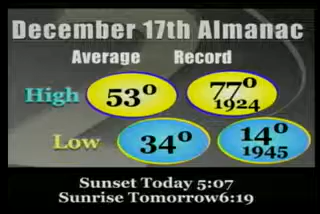 December 17th Almanac
Average Record
High 53° 77°
1924
Low 34° 14°
1945
Sunset Today 5:07
Sunrise Tomorrow6:19